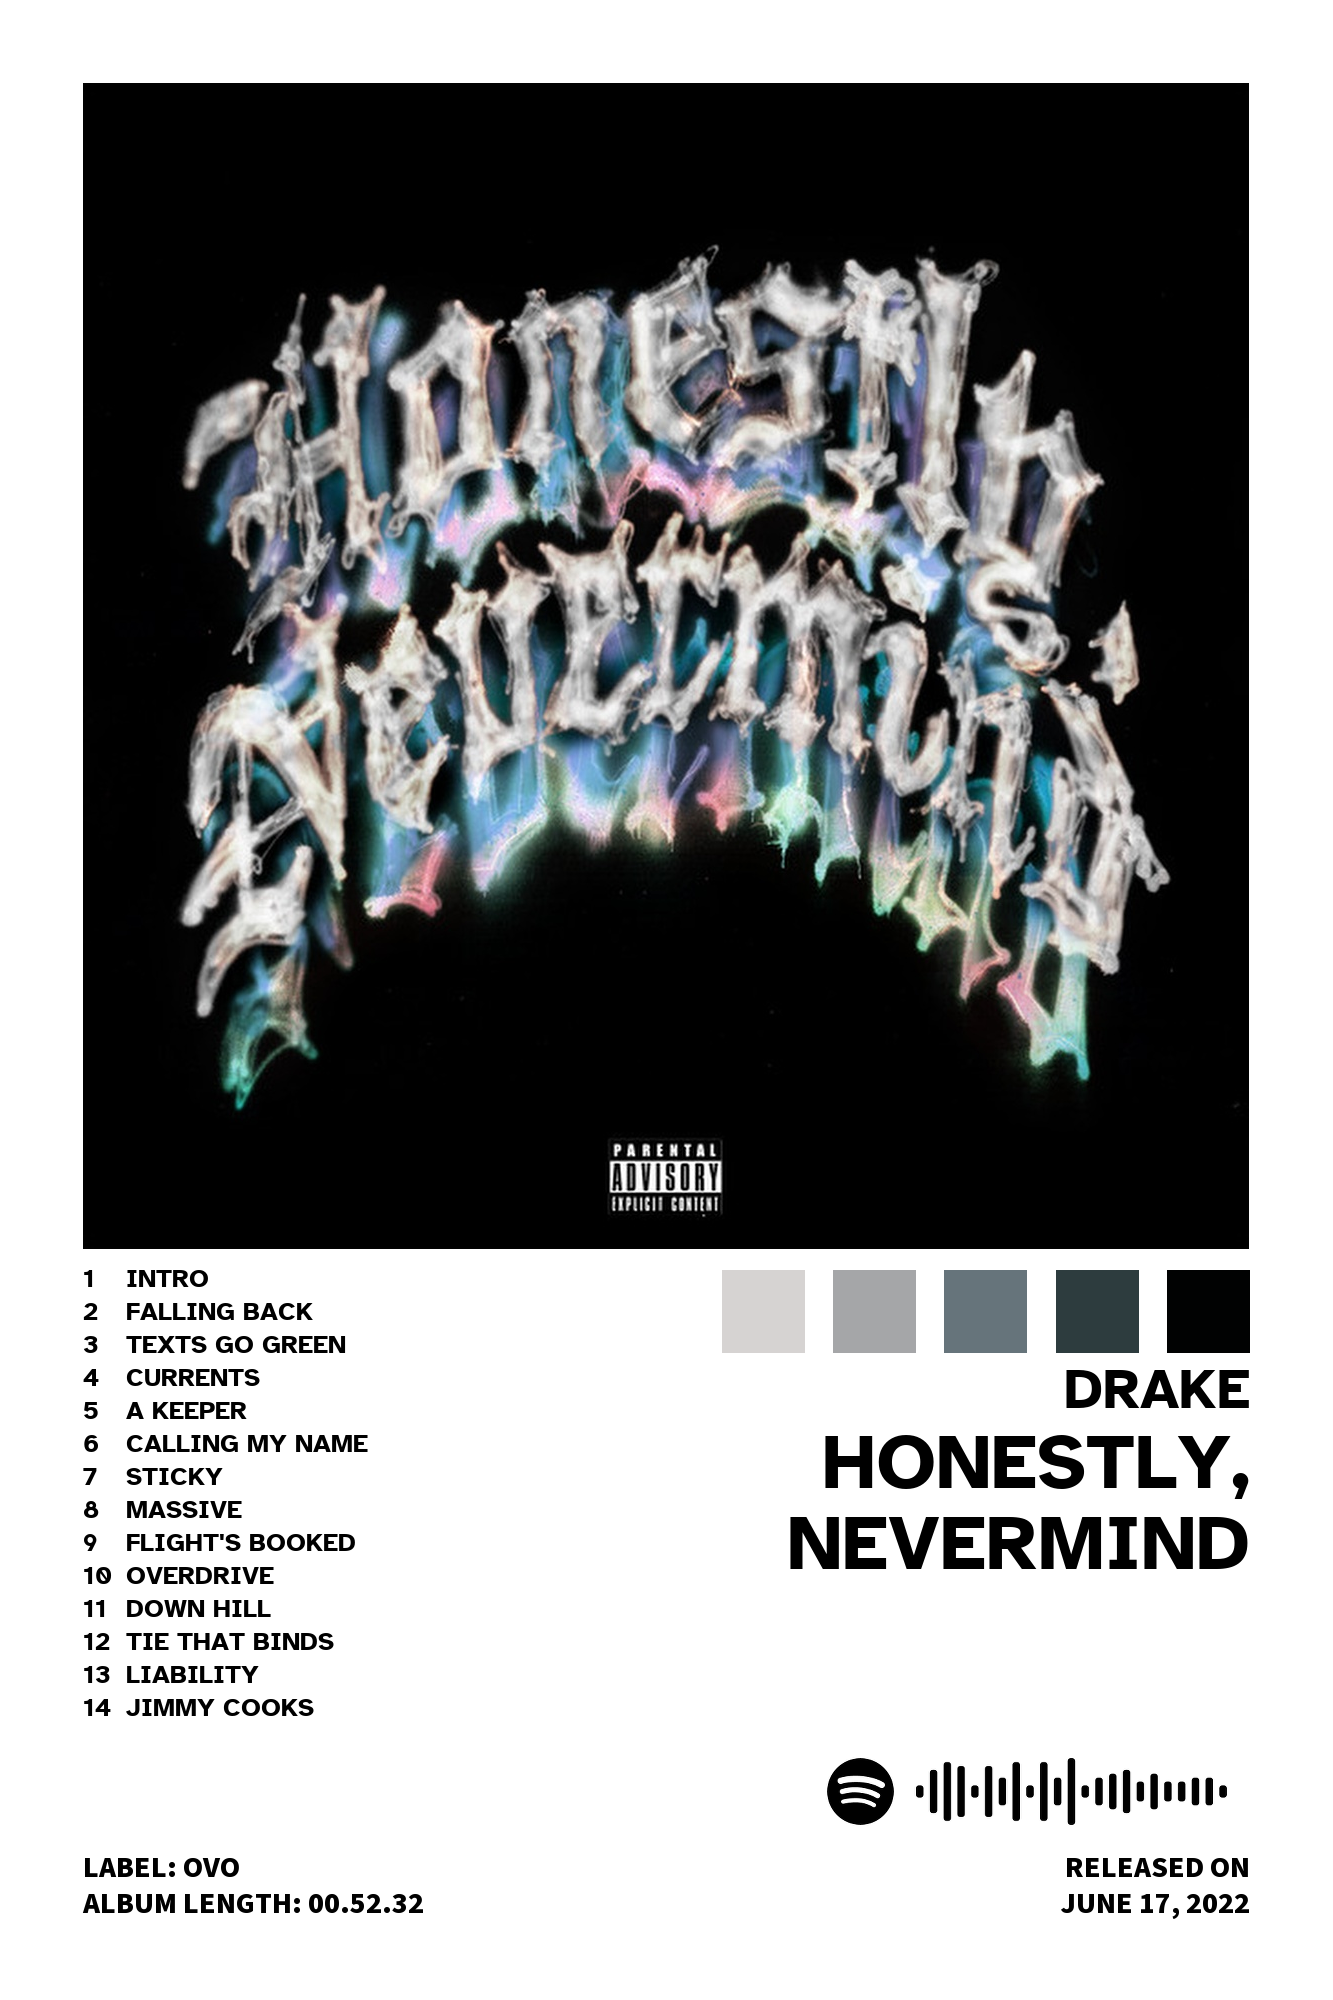 Honestly,
Nevermind
PARENTAL
ADVISORY
EXPLICIT CONTENT
1 INTRO
2 FALLING BACK
3 TEXTS GO GREEN
4 CURRENTS
5 A KEEPER
6 CALLING MY NAME
7 STICKY
8 MASSIVE
9 FLIGHT'S BOOKED
10 OVERDRIVE
11 DOWN HILL
12 TIE THAT BINDS
13 LIABILITY
14 JIMMY COOKS
DRAKE
HONESTLY,
NEVERMIND
LABEL: OVO
ALBUM LENGTH: 00.52.32
RELEASED ON
JUNE 17, 2022